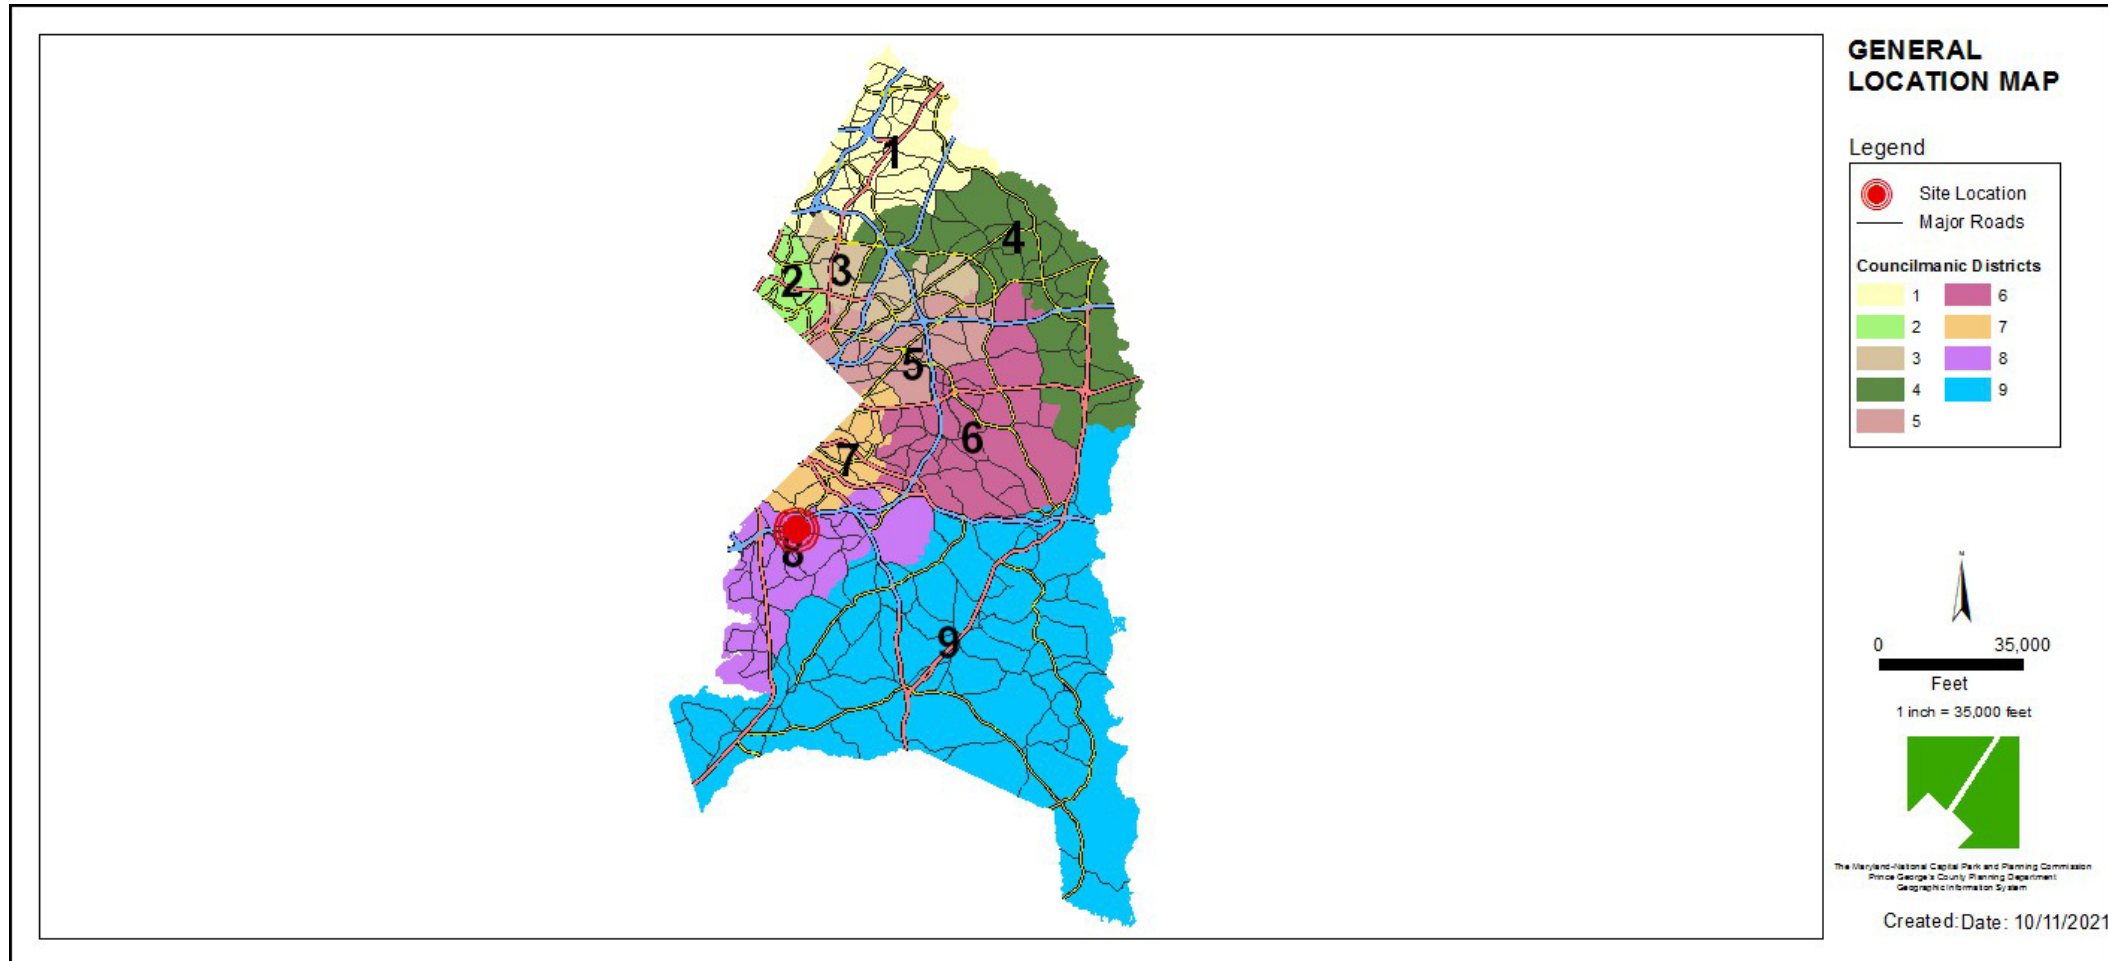 GENERAL
LOCATION MAP
Legend
Site Location
Major Roads
Councilmanic Districts
1 6
2 7
3 8
4 9
5
1
2
3
4
5
6
7
8
9
N
0 35,000
Feet
1 inch = 35,000 feet
The Maryland-National Capital Park and Planning Commission
Prince George's County Planning Department
Geographic Information System
Created: Date: 10/11/2021